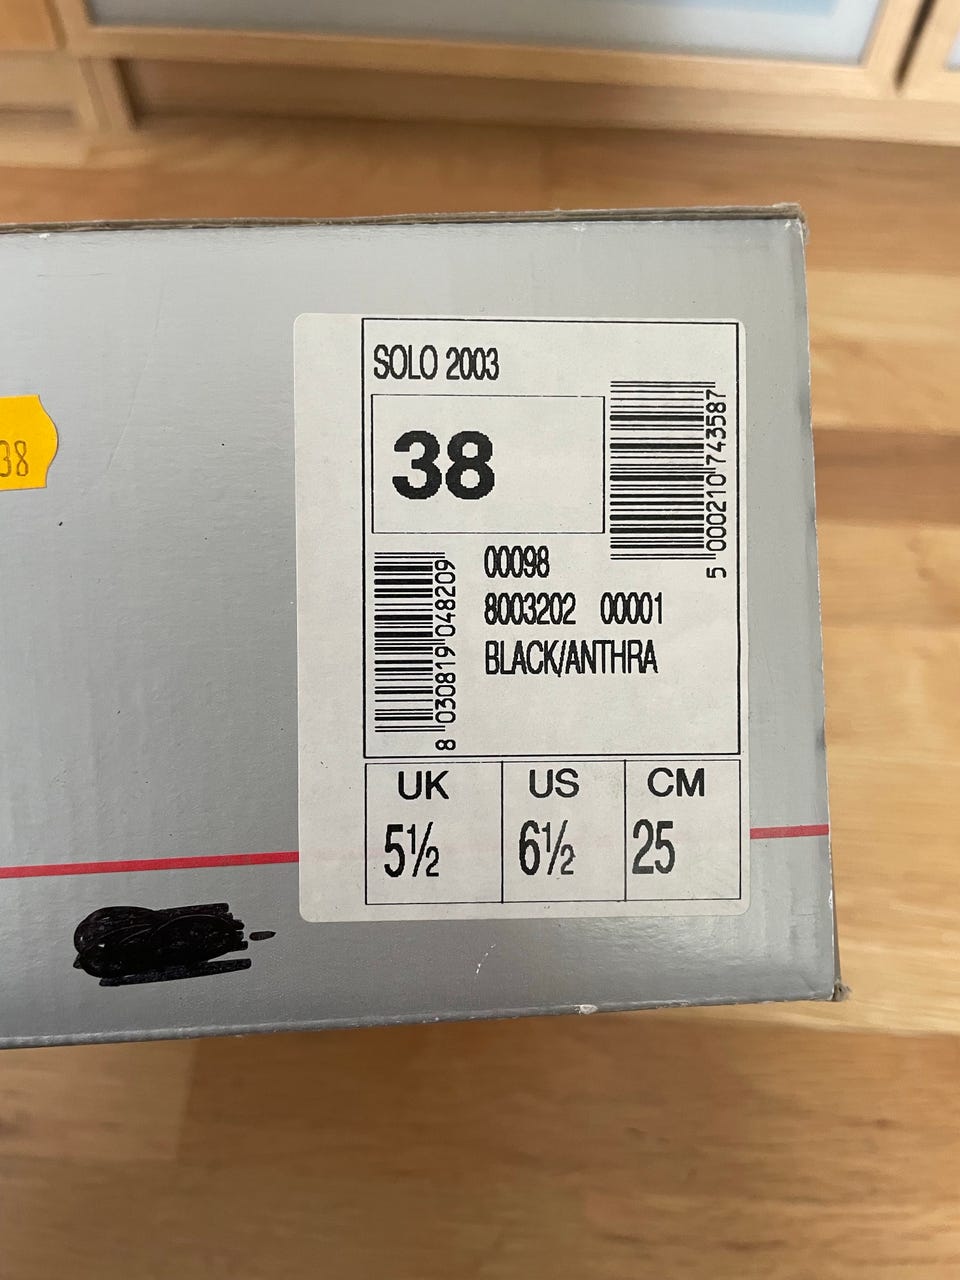 SOLO 2003
38
5 000210 743587
38
00098
8003202 00001
BLACK/ANTHRA
8 030819 048209
UK US CM
5½ 6½ 25